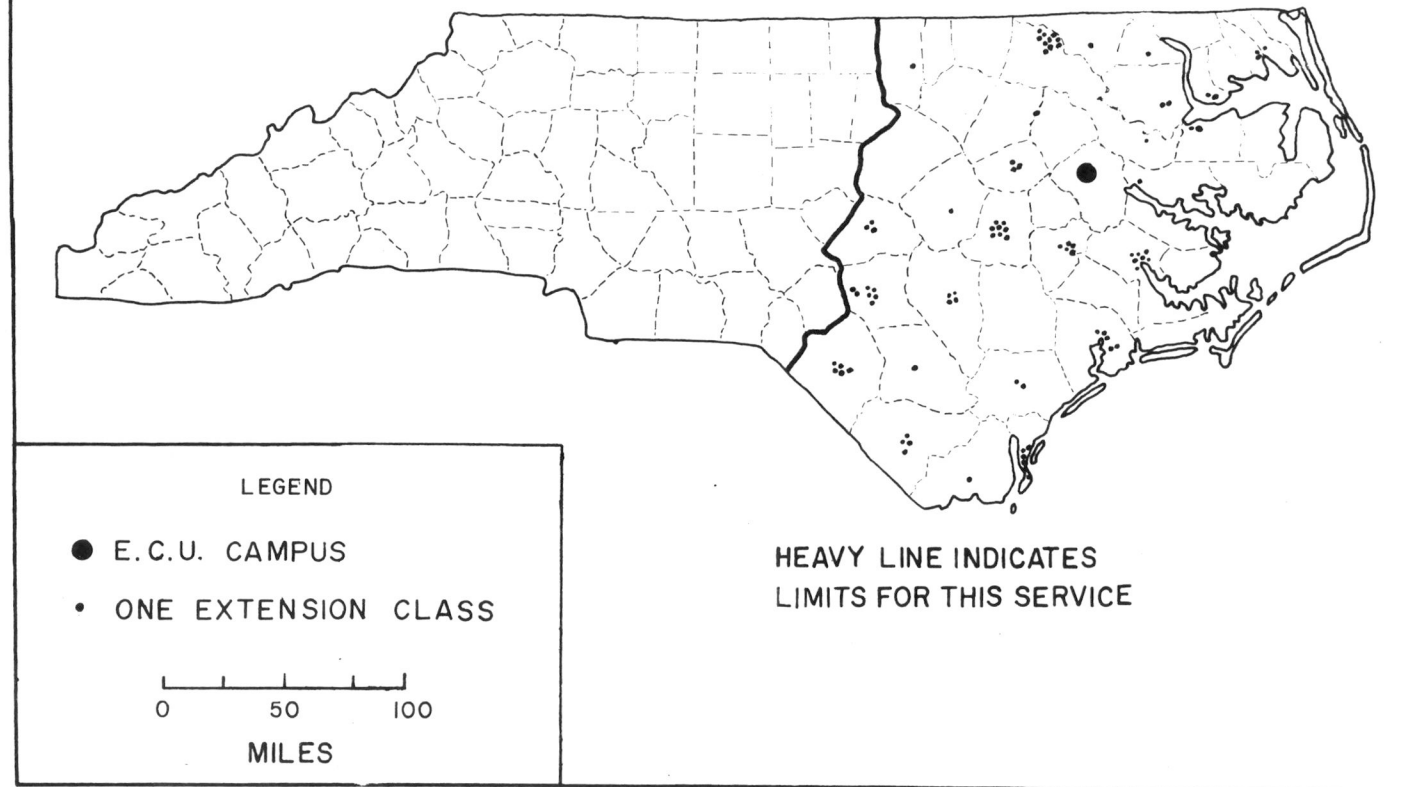 LEGEND
E.C.U. CAMPUS
ONE EXTENSION CLASS
0 50 100
MILES
HEAVY LINE INDICATES
LIMITS FOR THIS SERVICE